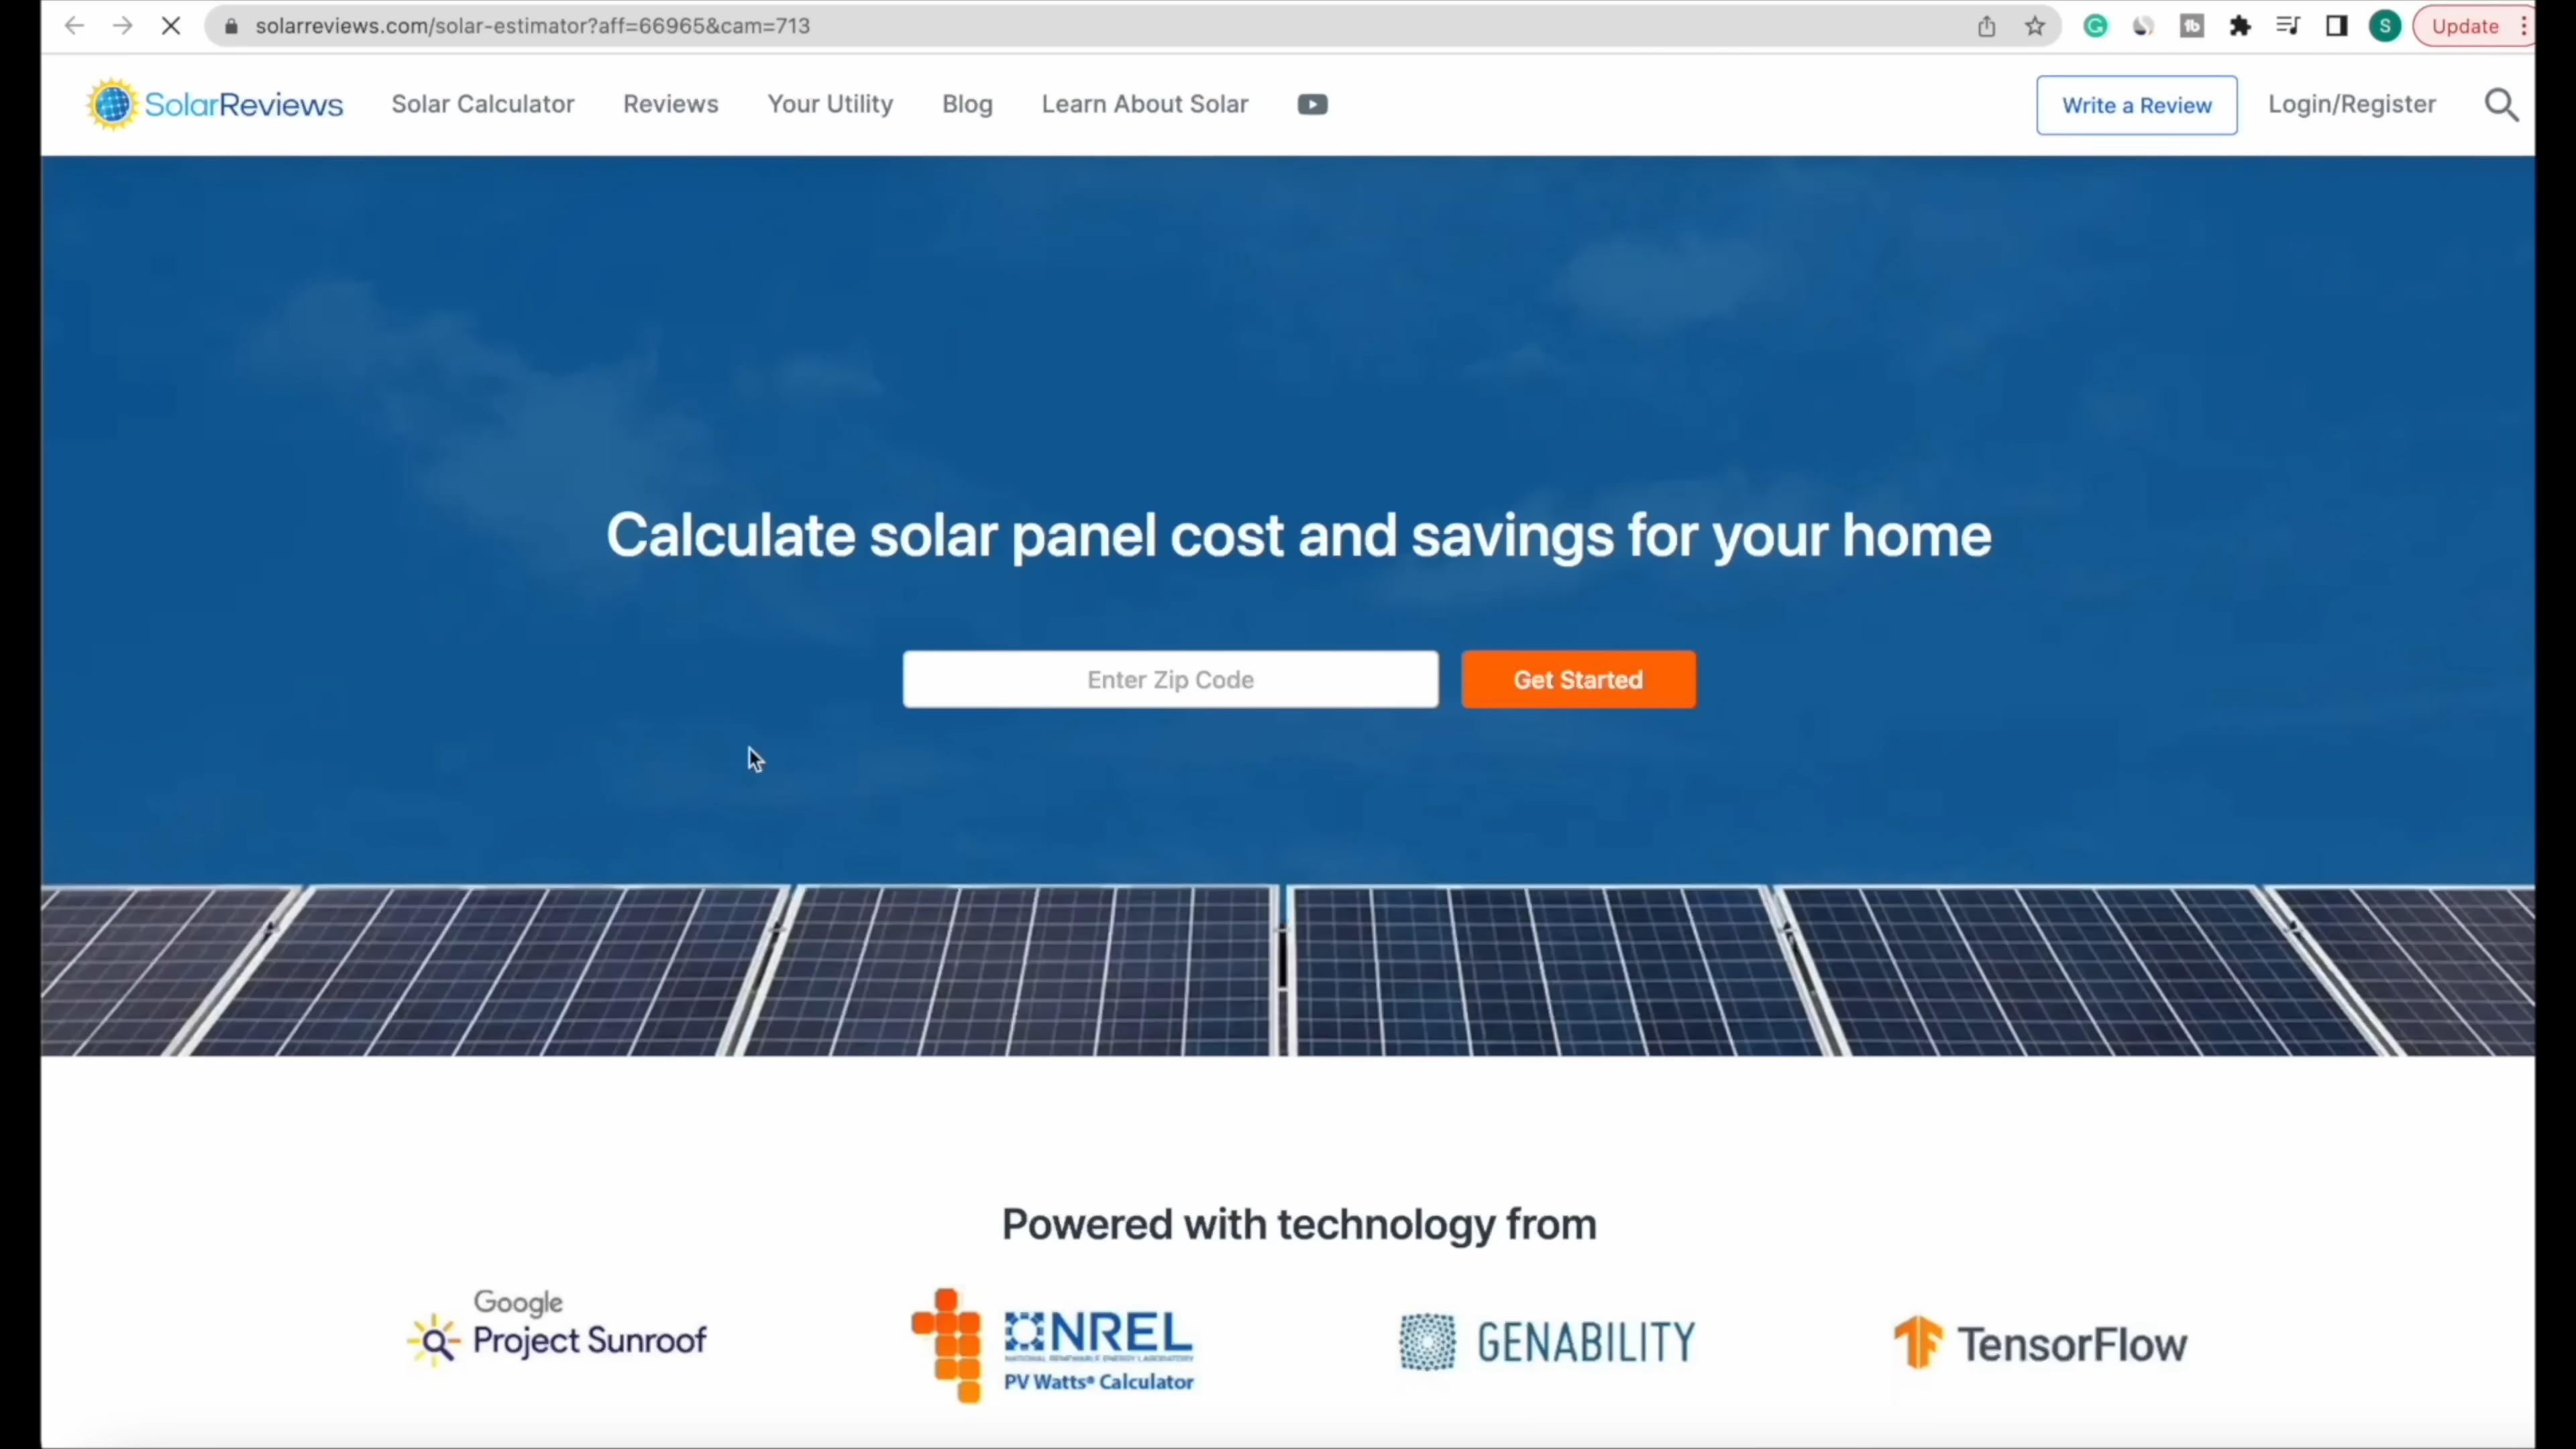 solarreviews.com/solar-estimator?aff=66965&cam=713
S
Update
SolarReviews
Solar Calculator
Reviews
Your Utility
Blog
Learn About Solar
Write a Review
Login/Register
Calculate solar panel cost and savings for your home
Enter Zip Code
Get Started
Powered with technology from
Google
Project Sunroof
NREL
NATIONAL RENEWABLE ENERGY LABORATORY
PV Watts® Calculator
GENABILITY
TensorFlow